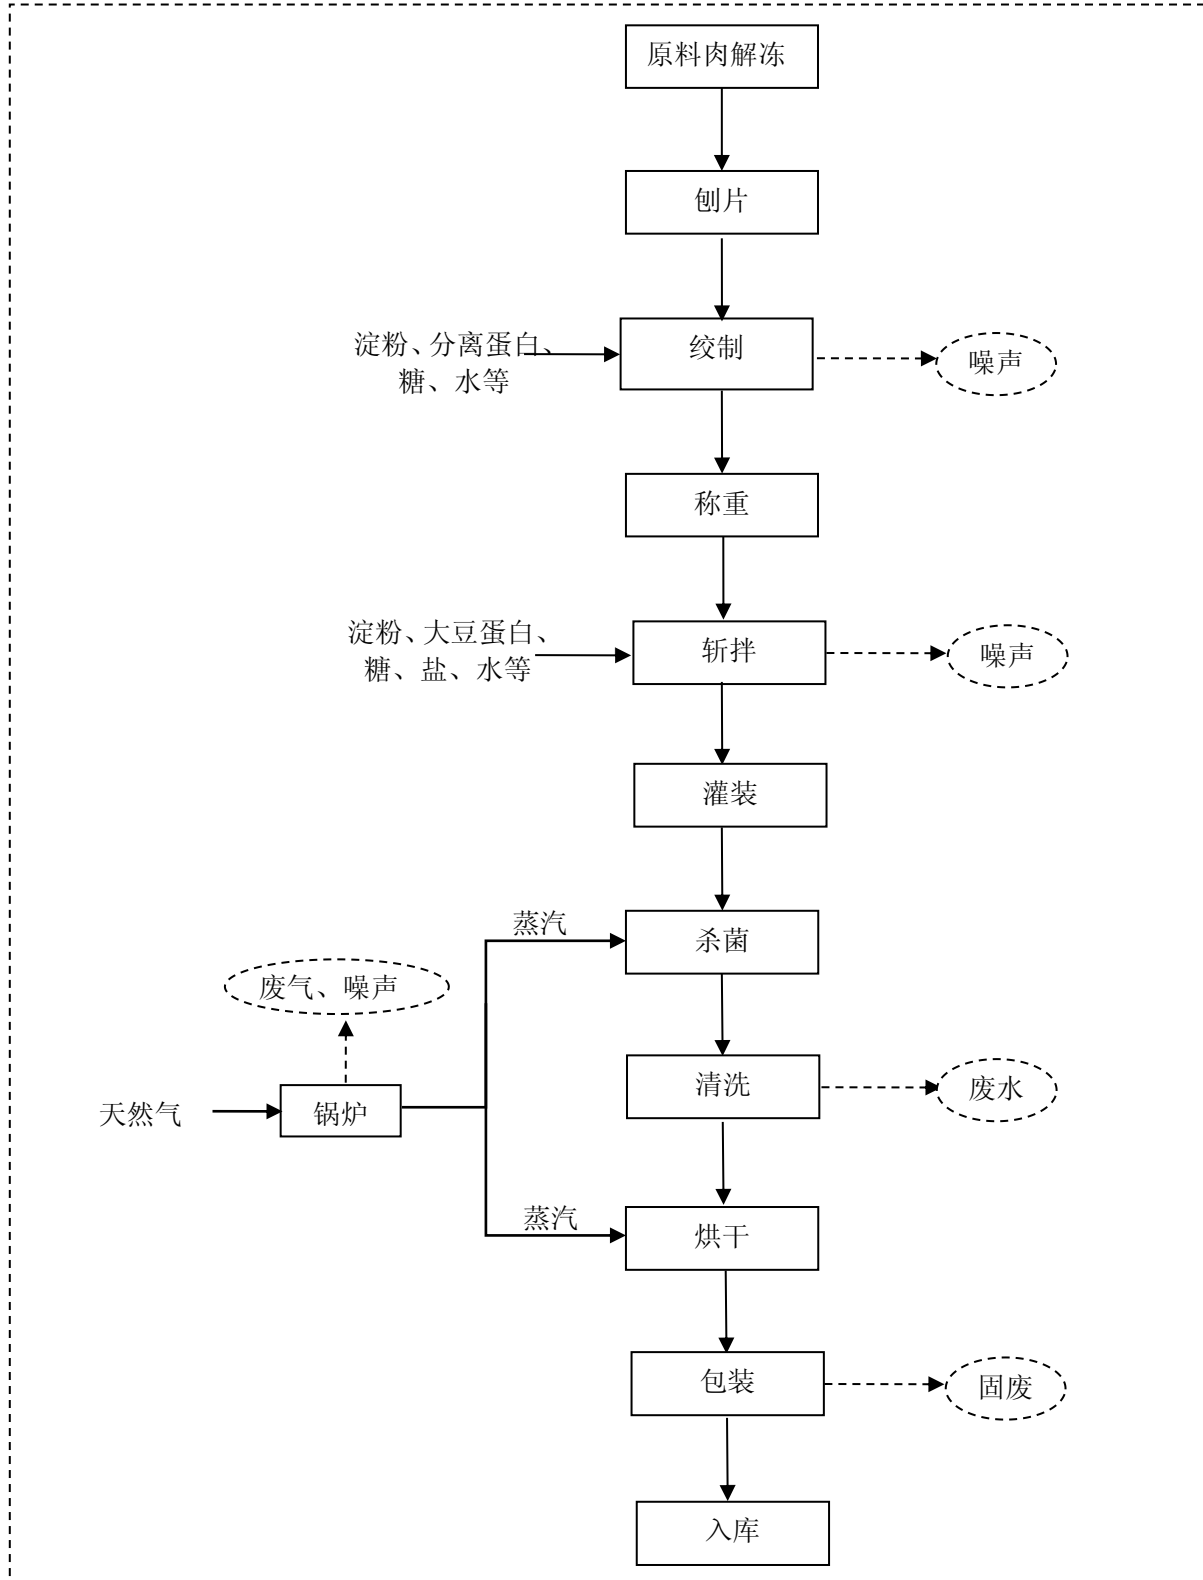 原料肉解冻
刨片
淀粉、分离蛋白、
糖、水等
绞制
噪声
称重
淀粉、大豆蛋白、
糖、盐、水等
斩拌
噪声
灌装
蒸汽
杀菌
废气、噪声
清洗
废水
天然气
锅炉
蒸汽
烘干
包装
固废
入库